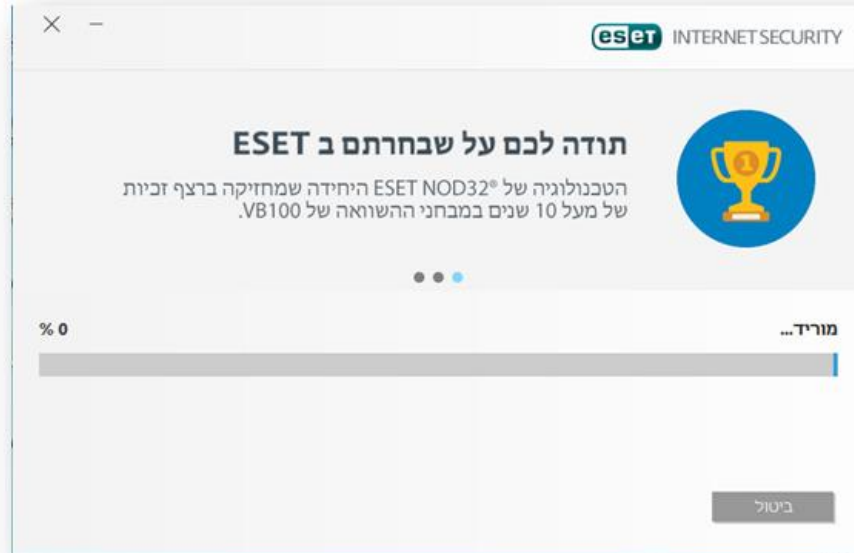 eset INTERNET SECURITY
תודה לכם על שבחרתם ב ESET
הטכנולוגיה של ESET NOD32® היחידה שמחזיקה ברצף זכיות
של מעל 10 שנים במבחני ההשוואה של VB100.
1
מוריד...
% 0
ביטול